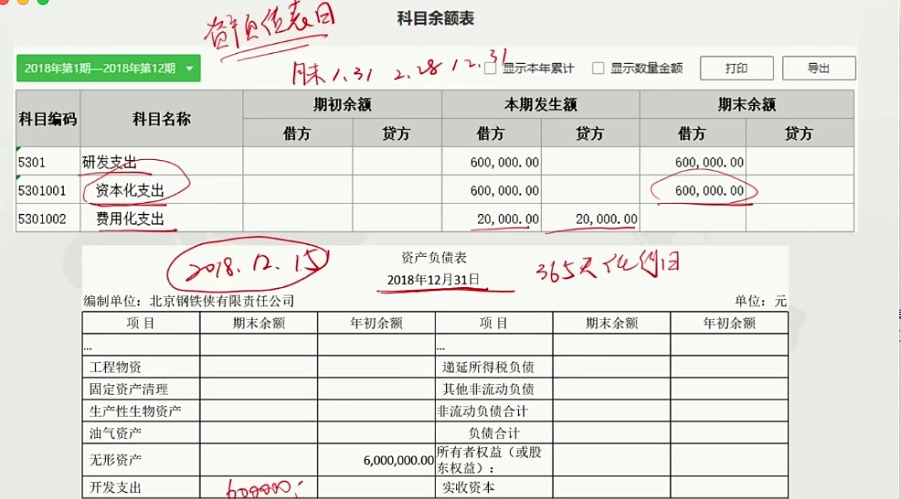 科目余额表
资产负债表日
月末1.31 2.28 12.31
2018年第1期—2018年第12期 显示本年累计 显示数量金额 打印 导出
科目编码 科目名称 期初余额 本期发生额 期末余额
借方 贷方 借方 贷方 借方 贷方
5301 研发支出 600,000.00 600,000.00
5301001 资本化支出 600,000.00 600,000.00
5301002 费用化支出 20,000.00 20,000.00
2018.12.15
资产负债表
2018年12月31日
365天任何日
编制单位：北京钢铁侠有限责任公司 单位：元
项 目 期末余额 年初余额 项 目 期末余额 年初余额
... ...
工程物资 递延所得税负债
固定资产清理 其他非流动负债
生产性生物资产 非流动负债合计
油气资产 负债合计
无形资产 6,000,000.00 所有者权益（或股
东权益）：
开发支出 600000 实收资本